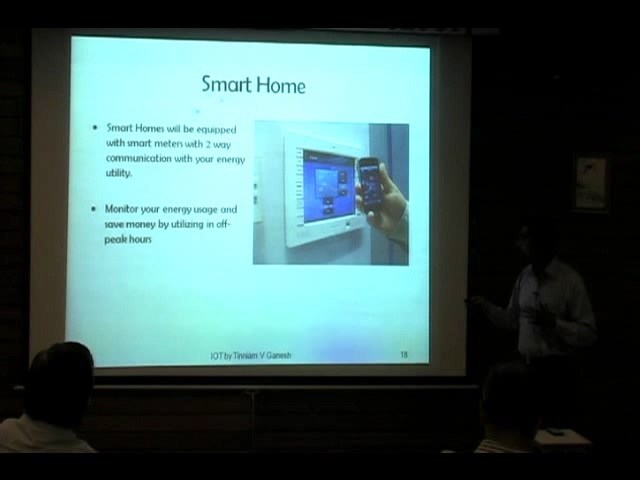 Smart Home
• Smart Homes will be equipped
with smart meters with 2 way
communication with your energy
utility.
• Monitor your energy usage and
save money by utilizing in off-
peak hours
IOT by Tinniam V Ganesh
18